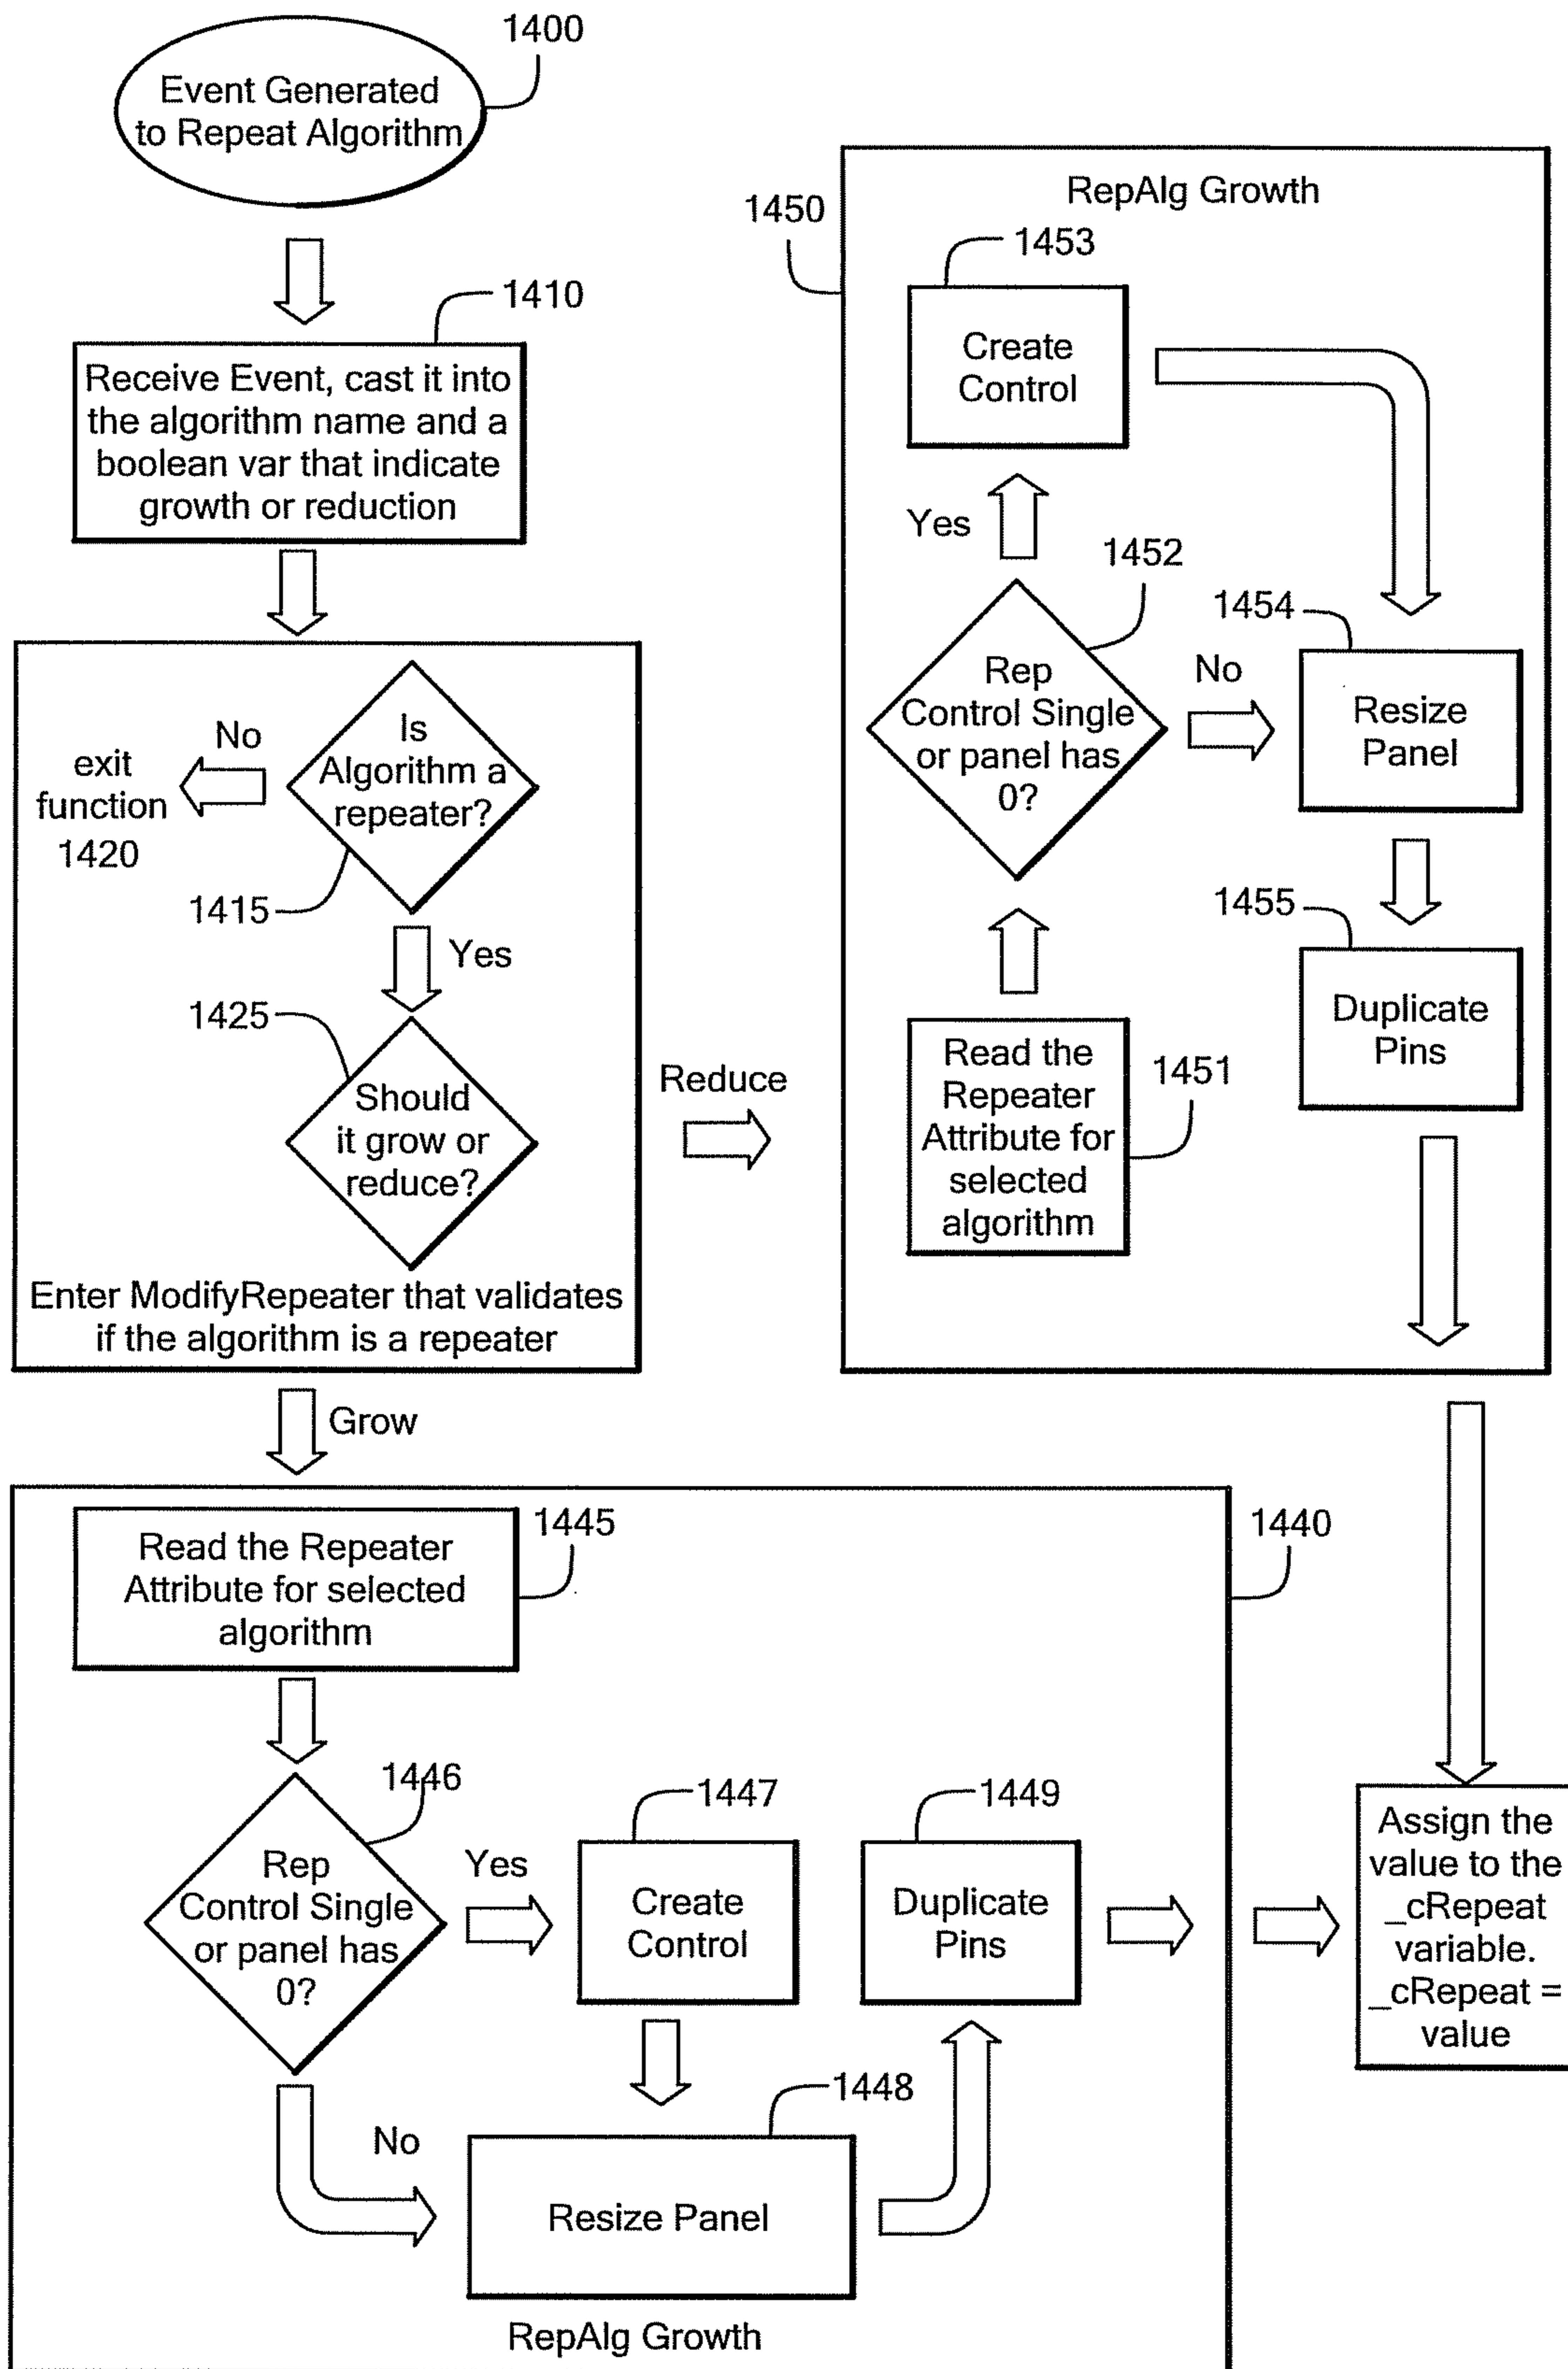 1400
Event Generated
to Repeat Algorithm
1410
Receive Event, cast it into
the algorithm name and a
boolean var that indicate
growth or reduction
No
exit
function
1420
Is
Algorithm a
repeater?
1415
Yes
1425
Should
it grow or
reduce?
Enter ModifyRepeater that validates
if the algorithm is a repeater
Reduce
Grow
1450
RepAlg Growth
1453
Create
Control
Yes
1452
Rep
Control Single
or panel has
0?
No
1454
Resize
Panel
1455
Duplicate
Pins
Read the
Repeater
Attribute for
selected
algorithm
1451
1440
1445
Read the Repeater
Attribute for selected
algorithm
1446
Rep
Control Single
or panel has
0?
Yes
1447
Create
Control
1449
Duplicate
Pins
No
1448
Resize Panel
RepAlg Growth
Assign the
value to the
_cRepeat
variable.
_cRepeat =
value